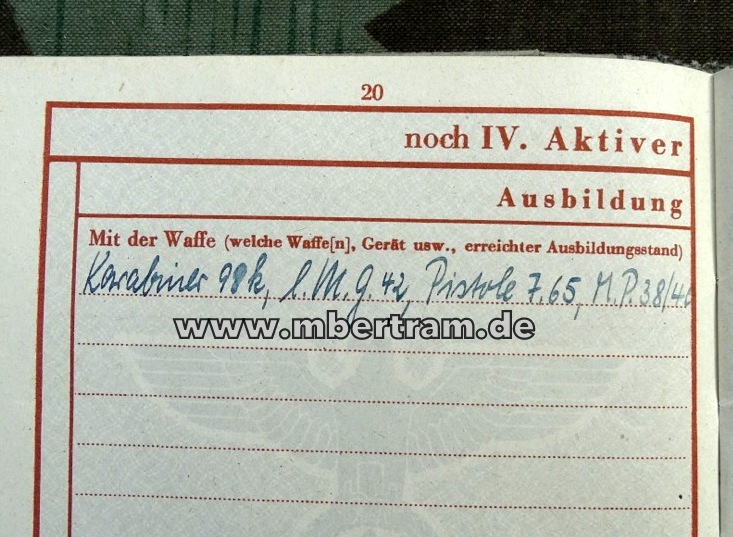 20
noch IV. Aktiver
Ausbildung
Mit der Waffe (welche Waffe[n], Gerät usw., erreichter Ausbildungsstand)
Karabiner 98k, l.M.G.42, Pistole 7.65, M.P.38/40
www.mbertram.de